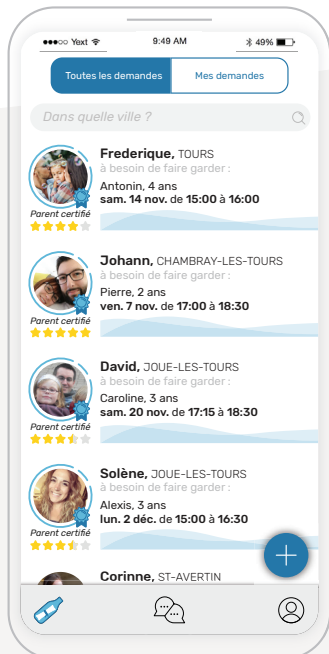 Yext
9:49 AM
49%
Toutes les demandes
Mes demandes
Dans quelle ville ?
Frederique, TOURS
à besoin de faire garder :
Antonin, 4 ans
sam. 14 nov. de 15:00 à 16:00
Parent certifié
Johann, CHAMBRAY-LES-TOURS
à besoin de faire garder :
Pierre, 2 ans
ven. 7 nov. de 17:00 à 18:30
Parent certifié
David, JOUE-LES-TOURS
à besoin de faire garder :
Caroline, 3 ans
sam. 20 nov. de 17:15 à 18:30
Parent certifié
Solène, JOUE-LES-TOURS
à besoin de faire garder :
Alexis, 3 ans
lun. 2 déc. de 15:00 à 16:30
Parent certifié
Corinne, ST-AVERTIN